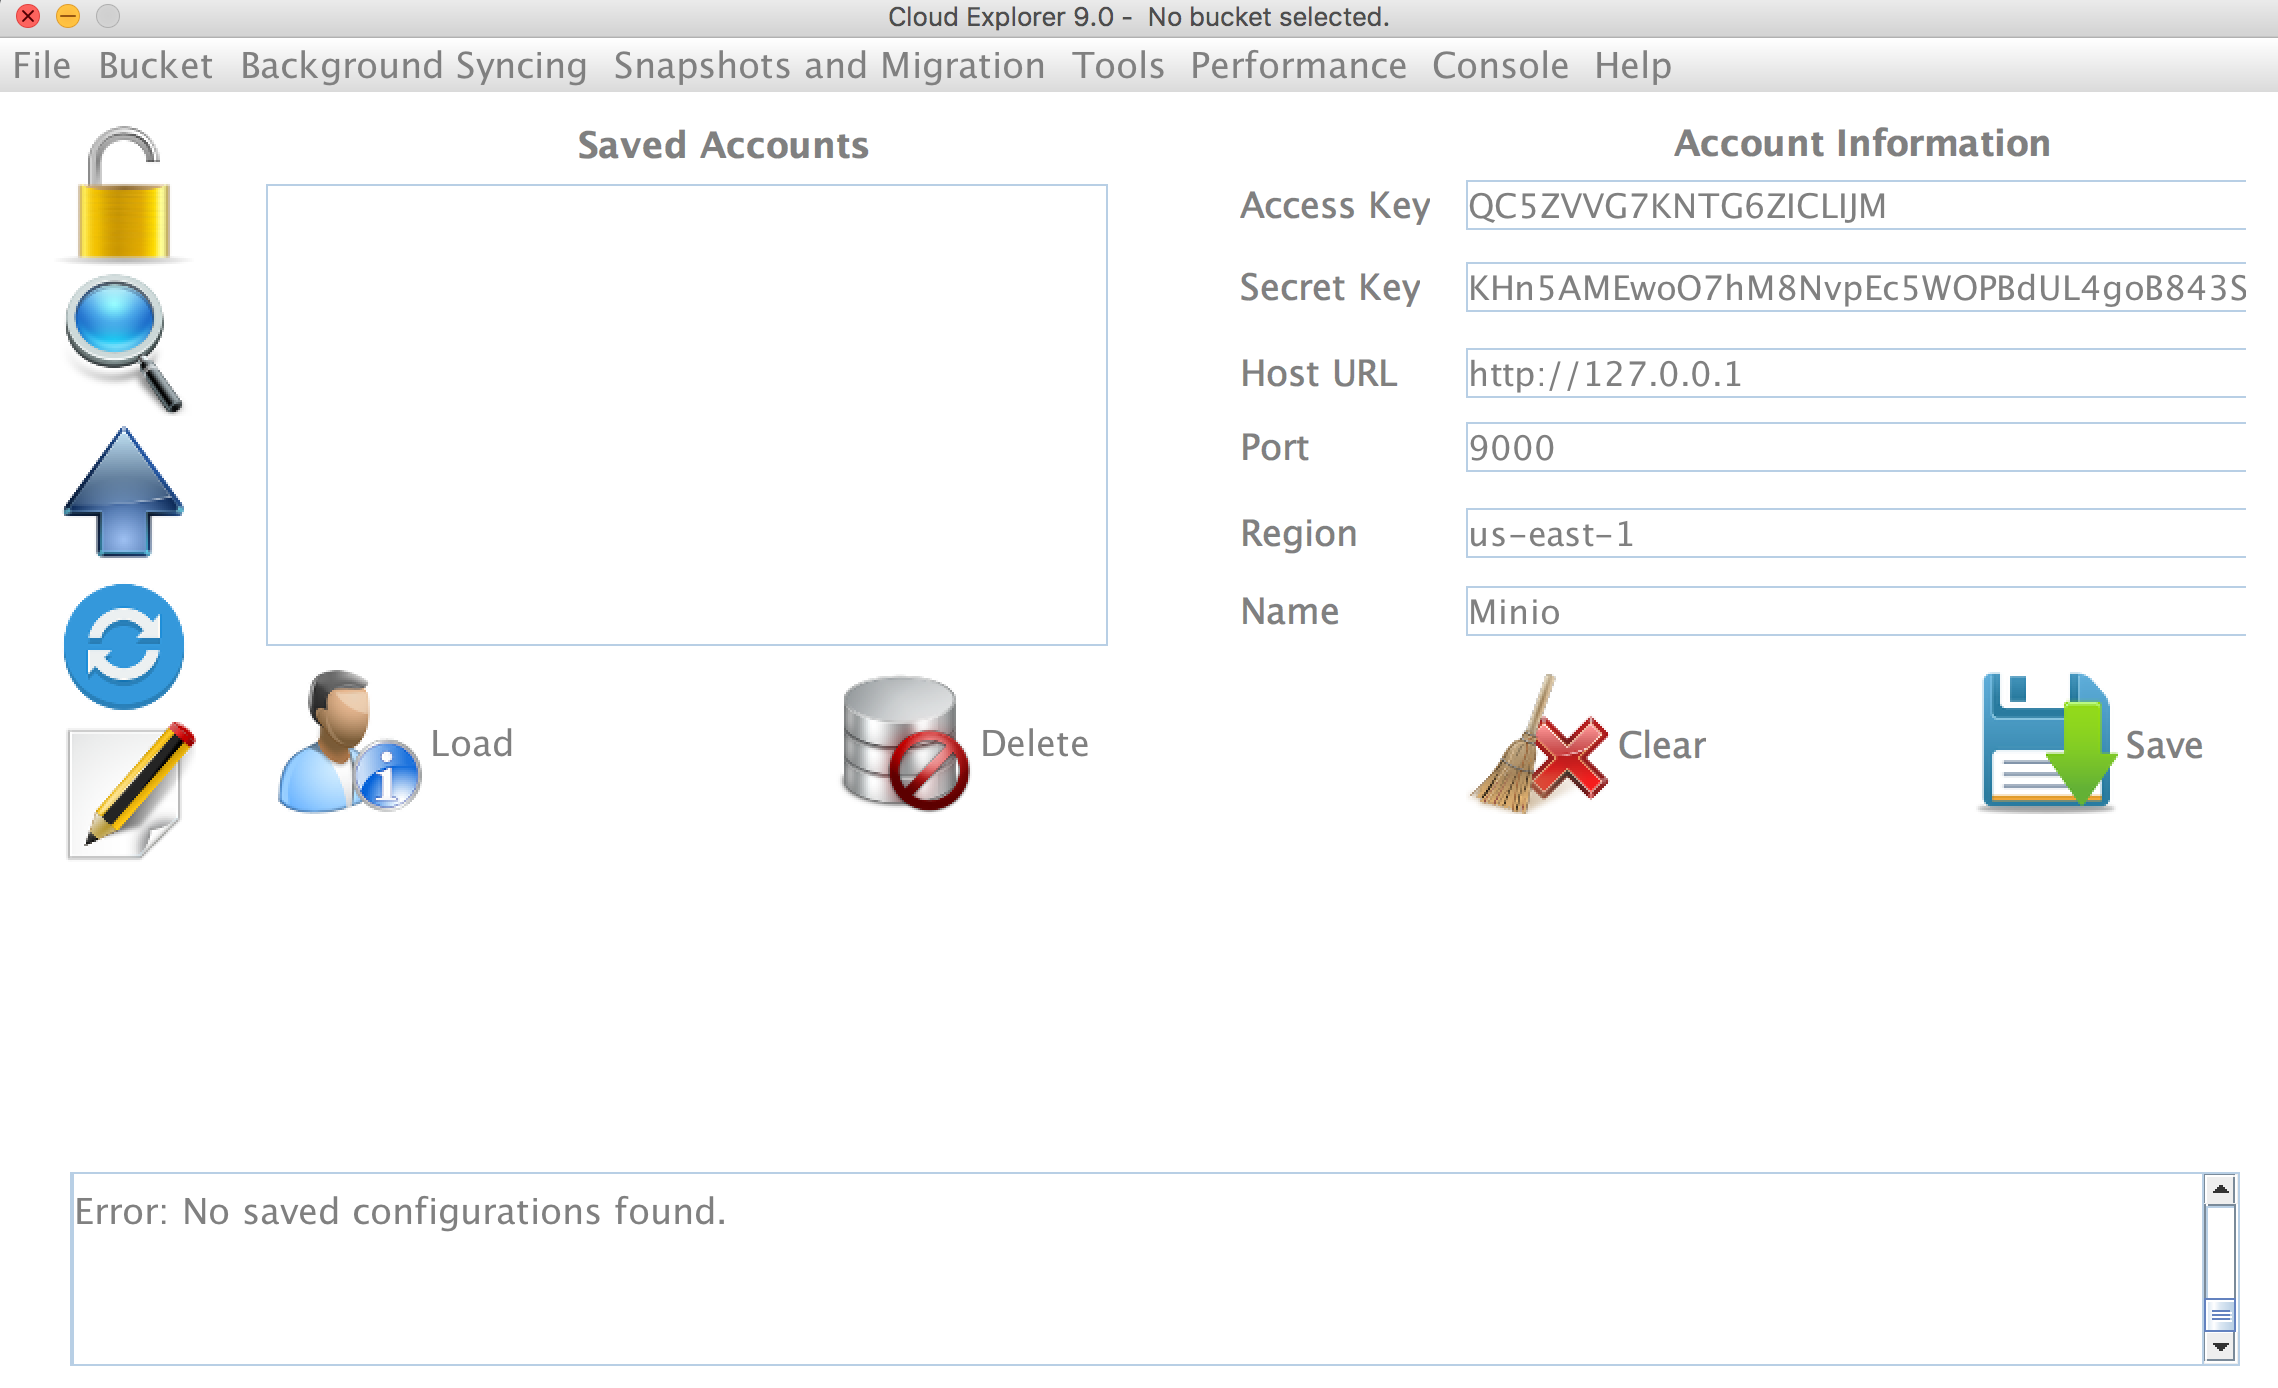 Cloud Explorer 9.0 - No bucket selected.
File Bucket Background Syncing Snapshots and Migration Tools Performance Console Help
Saved Accounts
Account Information
Access Key QC5ZVVG7KNTG6ZICLIJM
Secret Key KHn5AMEwoO7hM8NvpEc5WOPBdUL4goB843S
Host URL http://127.0.0.1
Port 9000
Region us-east-1
Name Minio
Load Delete Clear Save
Error: No saved configurations found.